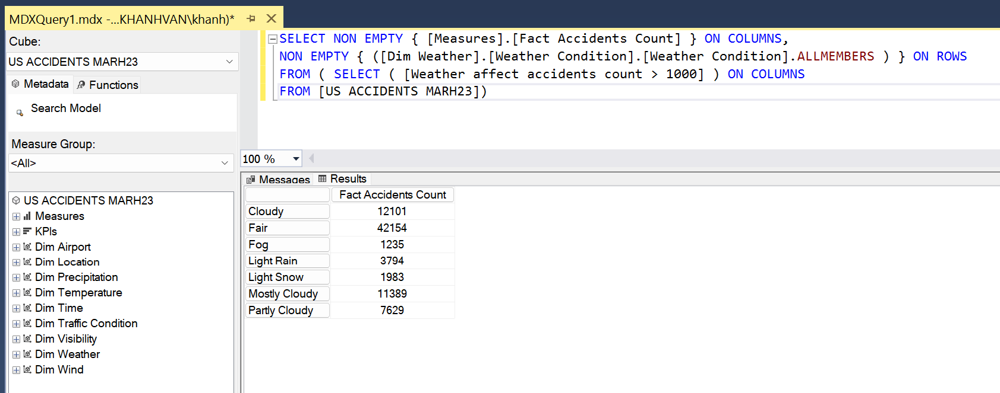 MDXQuery1.mdx -...KHANHVAN\khanh)*
Cube:
US ACCIDENTS MARH23
Metadata
Functions
Search Model
Measure Group:
<All>
US ACCIDENTS MARH23
Measures
KPIs
Dim Airport
Dim Location
Dim Precipitation
Dim Temperature
Dim Time
Dim Traffic Condition
Dim Visibility
Dim Weather
Dim Wind
SELECT NON EMPTY { [Measures].[Fact Accidents Count] } ON COLUMNS,
NON EMPTY { ([Dim Weather].[Weather Condition].[Weather Condition].ALLMEMBERS ) } ON ROWS
FROM ( SELECT ( [Weather affect accidents count > 1000] ) ON COLUMNS
FROM [US ACCIDENTS MARH23])
100 %
Messages
Results
Fact Accidents Count
Cloudy 12101
Fair 42154
Fog 1235
Light Rain 3794
Light Snow 1983
Mostly Cloudy 11389
Partly Cloudy 7629